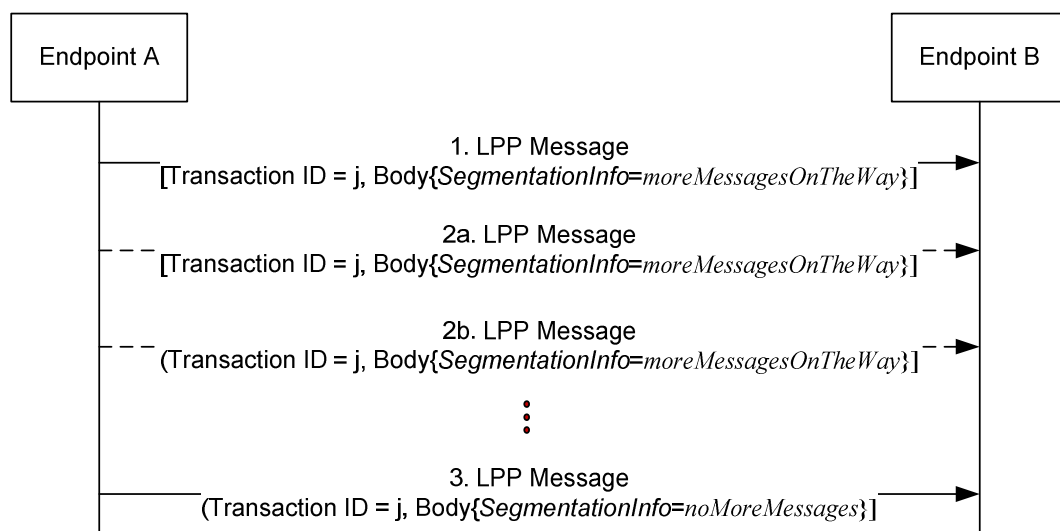 Endpoint A
Endpoint B
1. LPP Message
[Transaction ID = j, Body{SegmentationInfo=moreMessagesOnTheWay}]
2a. LPP Message
[Transaction ID = j, Body{SegmentationInfo=moreMessagesOnTheWay}]
2b. LPP Message
(Transaction ID = j, Body{SegmentationInfo=moreMessagesOnTheWay}]
3. LPP Message
(Transaction ID = j, Body{SegmentationInfo=noMoreMessages}]